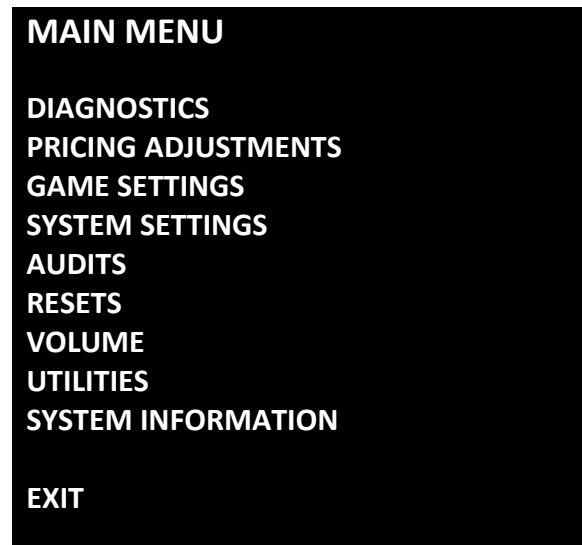 MAIN MENU
DIAGNOSTICS
PRICING ADJUSTMENTS
GAME SETTINGS
SYSTEM SETTINGS
AUDITS
RESETS
VOLUME
UTILITIES
SYSTEM INFORMATION
EXIT